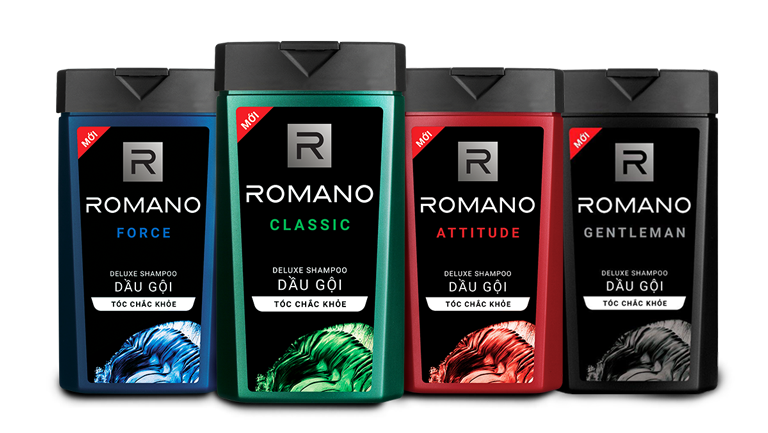 MỚI
R
ROMANO
FORCE
DELUXE SHAMPOO
DẦU GỘI
TÓC CHẮC KHỎE
MỚI
R
ROMANO
CLASSIC
DELUXE SHAMPOO
DẦU GỘI
TÓC CHẮC KHỎE
MỚI
R
ROMANO
ATTITUDE
DELUXE SHAMPOO
DẦU GỘI
TÓC CHẮC KHỎE
MỚI
R
ROMANO
GENTLEMAN
DELUXE SHAMPOO
DẦU GỘI
TÓC CHẮC KHỎE